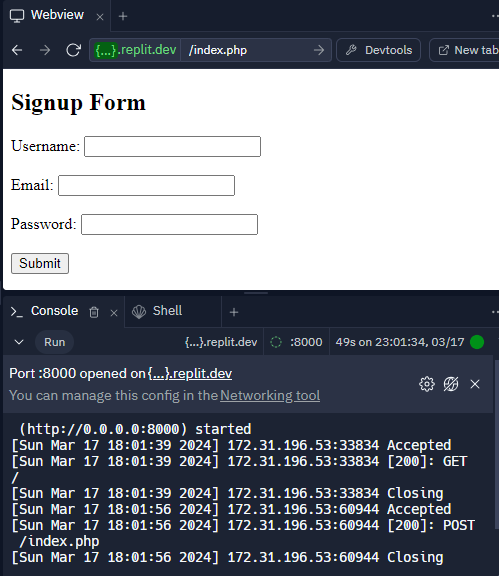 Webview
{...}.replit.dev /index.php Devtools New tab
Signup Form
Username:
Email:
Password:
Submit
Console Shell
Run {...}.replit.dev :8000 49s on 23:01:34, 03/17
Port :8000 opened on {...}.replit.dev
You can manage this config in the Networking tool
(http://0.0.0.0:8000) started
[Sun Mar 17 18:01:39 2024] 172.31.196.53:33834 Accepted
[Sun Mar 17 18:01:39 2024] 172.31.196.53:33834 [200]: GET
/
[Sun Mar 17 18:01:39 2024] 172.31.196.53:33834 Closing
[Sun Mar 17 18:01:56 2024] 172.31.196.53:60944 Accepted
[Sun Mar 17 18:01:56 2024] 172.31.196.53:60944 [200]: POST
/index.php
[Sun Mar 17 18:01:56 2024] 172.31.196.53:60944 Closing